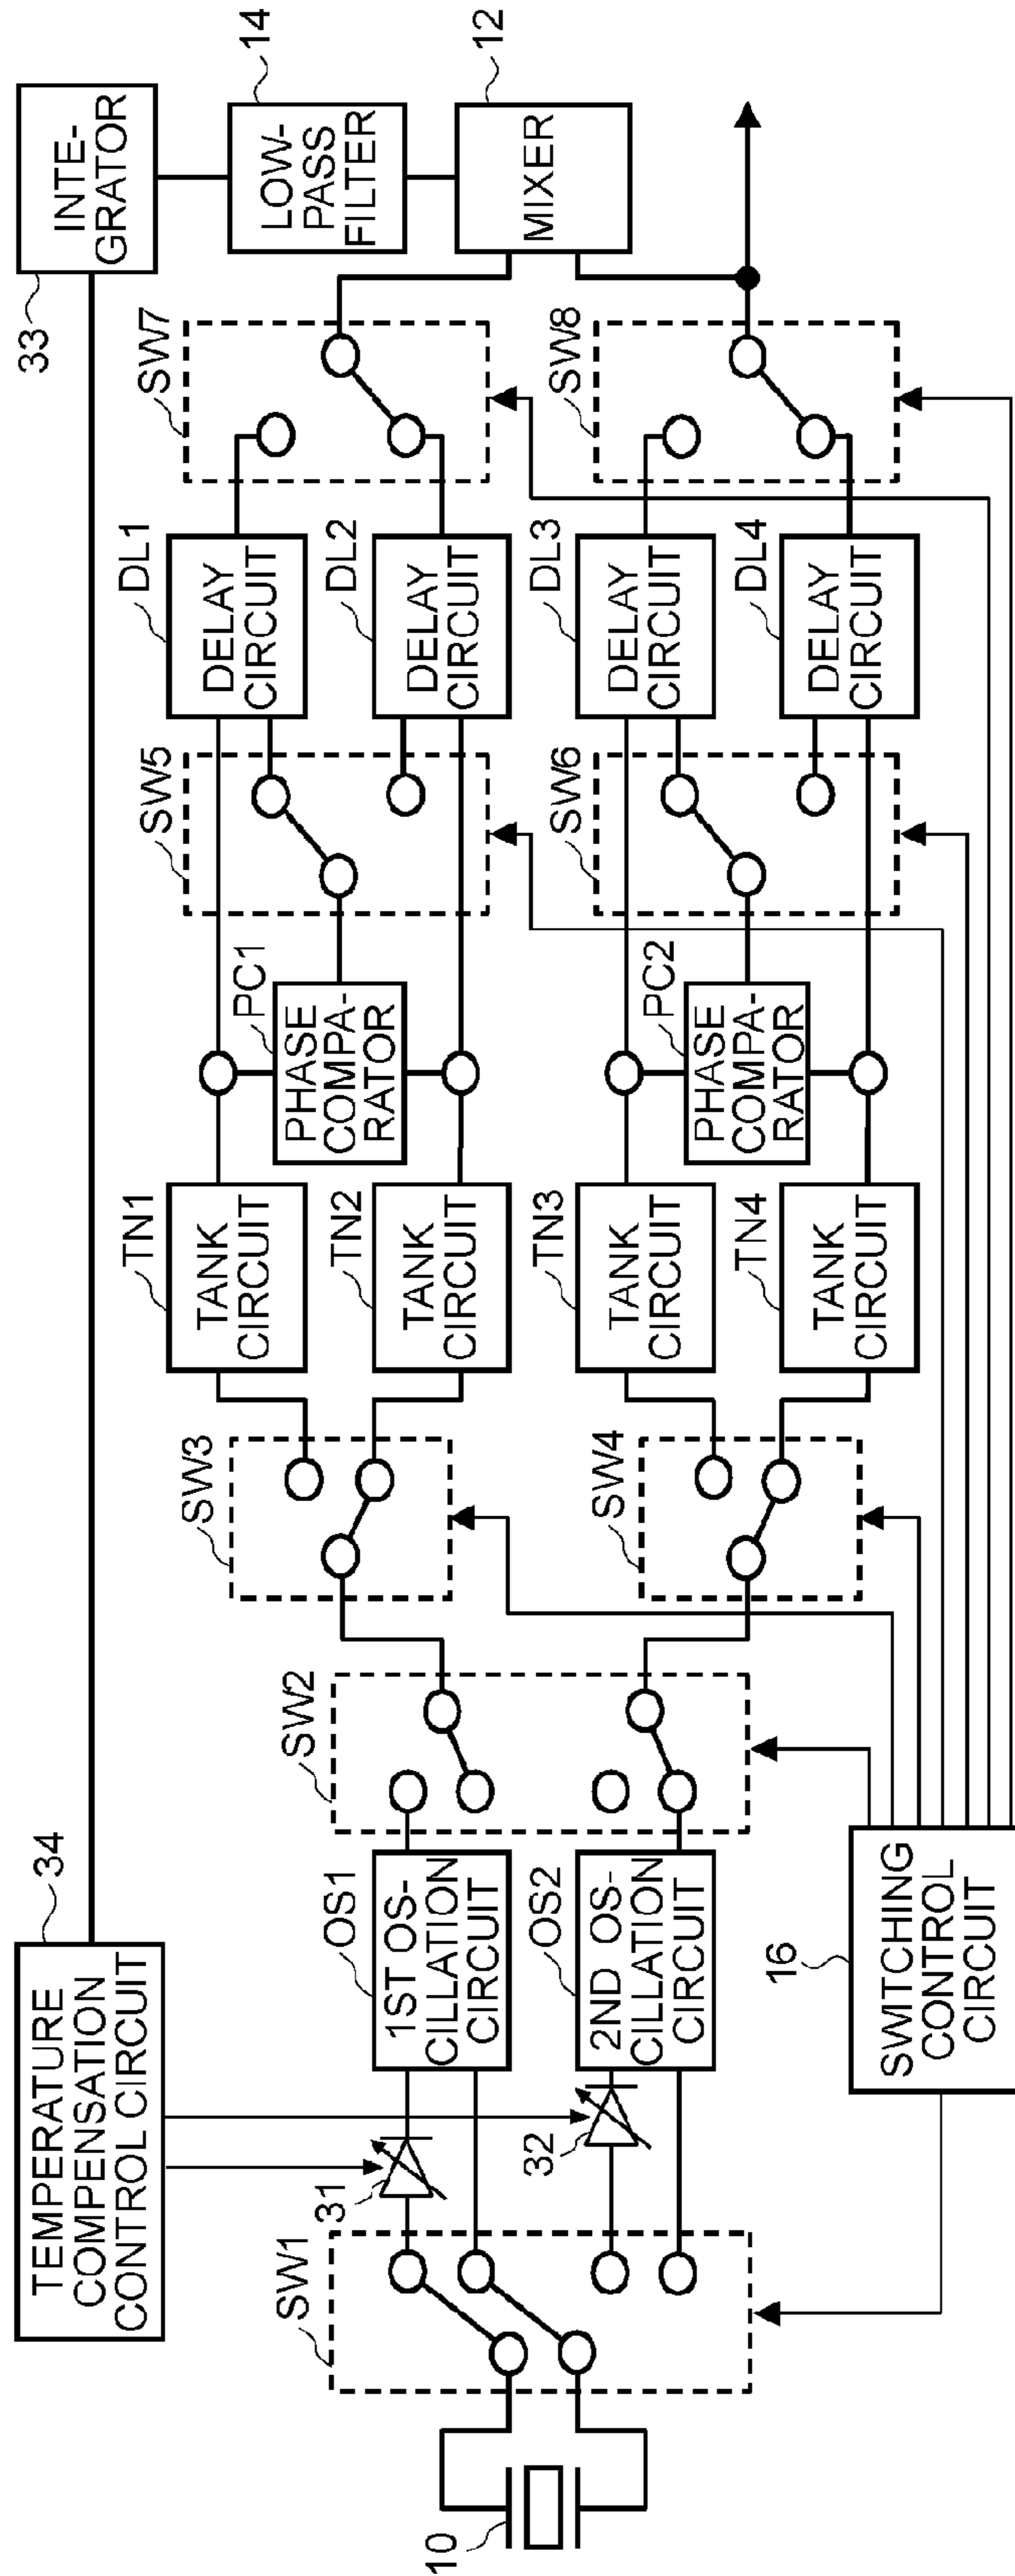 TEMPERATURE
COMPENSATION
CONTROL CIRCUIT
34
INTE-
GRATOR
33
LOW-
PASS
FILTER
14
MIXER
12
10
SW1
31
32
1ST OS-
CILLATION
CIRCUIT
OS1
2ND OS-
CILLATION
CIRCUIT
OS2
SW2
SW3
SW4
TANK
CIRCUIT
TN1
TANK
CIRCUIT
TN2
TANK
CIRCUIT
TN3
TANK
CIRCUIT
TN4
PHASE
COMPA-
RATOR
PC1
PHASE
COMPA-
RATOR
PC2
SW5
SW6
DELAY
CIRCUIT
DL1
DELAY
CIRCUIT
DL2
DELAY
CIRCUIT
DL3
DELAY
CIRCUIT
DL4
SW7
SW8
SWITCHING
CONTROL
CIRCUIT
16